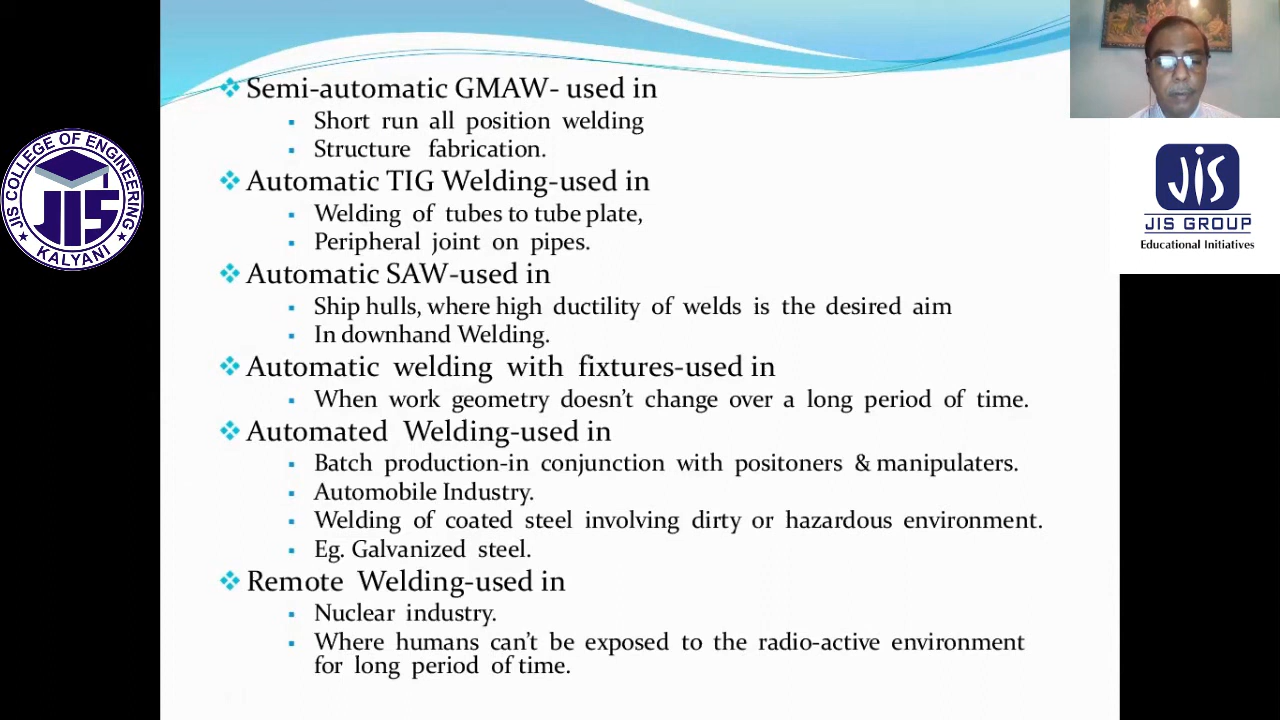 Semi-automatic GMAW- used in
Short run all position welding
Structure fabrication.
Automatic TIG Welding-used in
Welding of tubes to tube plate,
Peripheral joint on pipes.
Automatic SAW-used in
Ship hulls, where high ductility of welds is the desired aim
In downhand Welding.
Automatic welding with fixtures-used in
When work geometry doesn't change over a long period of time.
Automated Welding-used in
Batch production-in conjunction with positoners & manipulaters.
Automobile Industry.
Welding of coated steel involving dirty or hazardous environment.
Eg. Galvanized steel.
Remote Welding-used in
Nuclear industry.
Where humans can't be exposed to the radio-active environment
for long period of time.
JIS COLLEGE OF ENGINEERING
JIS
KALYANI
JIS
JIS GROUP
Educational Initiatives